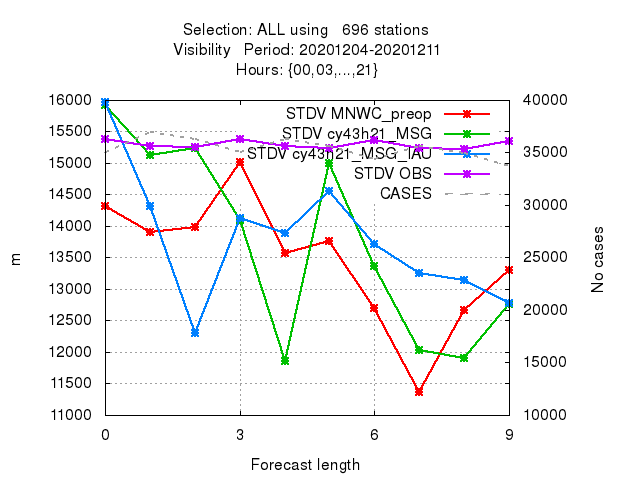 Selection: ALL using   696 stations
Visibility   Period: 20201204-20201211
Hours: {00,03,...,21}
16000 40000
STDV MNWC_preop
15500
STDV cy43h21_MSG
35000
STDV cy43h21_MSG_IAU
15000
STDV OBS
14500
CASES
30000
14000
13500
25000
m
No cases
13000
12500
20000
12000
15000
11500
11000 10000
0 3 6 9
Forecast length